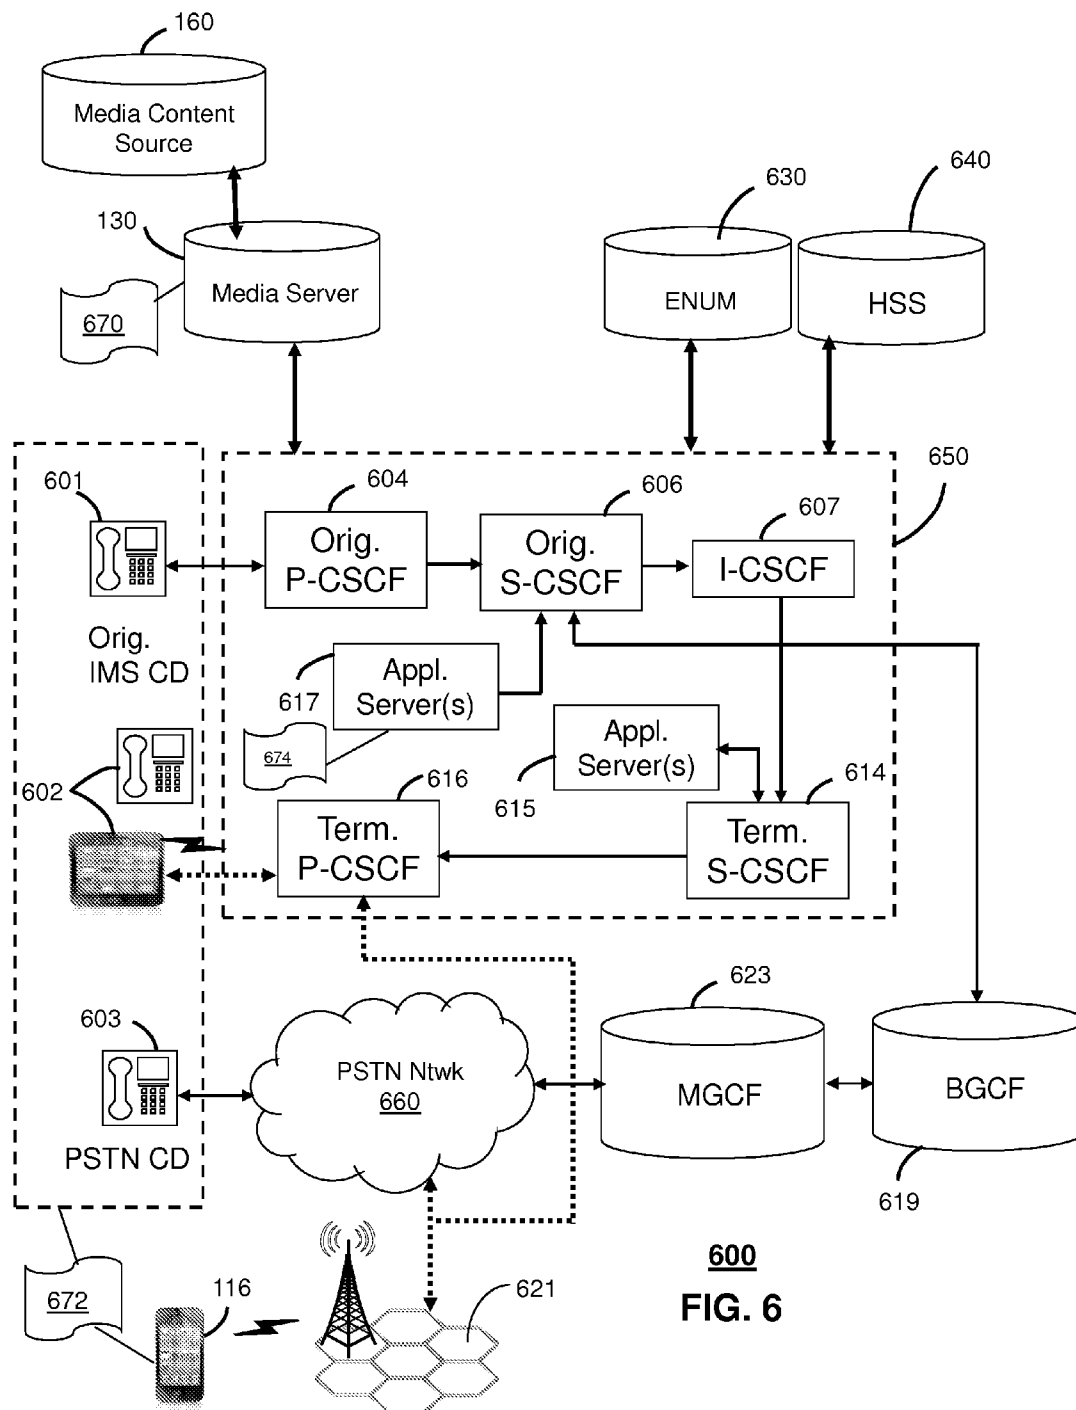 160
Media Content
Source
130
Media Server
670
630
640
ENUM
HSS
650
601
604
606
607
Orig.
P-CSCF
Orig.
S-CSCF
I-CSCF
Orig.
IMS CD
617
Appl.
Server(s)
674
Appl.
Server(s)
615
614
602
616
Term.
P-CSCF
Term.
S-CSCF
603
PSTN CD
PSTN Ntwk
660
623
MGCF
BGCF
619
672
116
621
600
FIG. 6